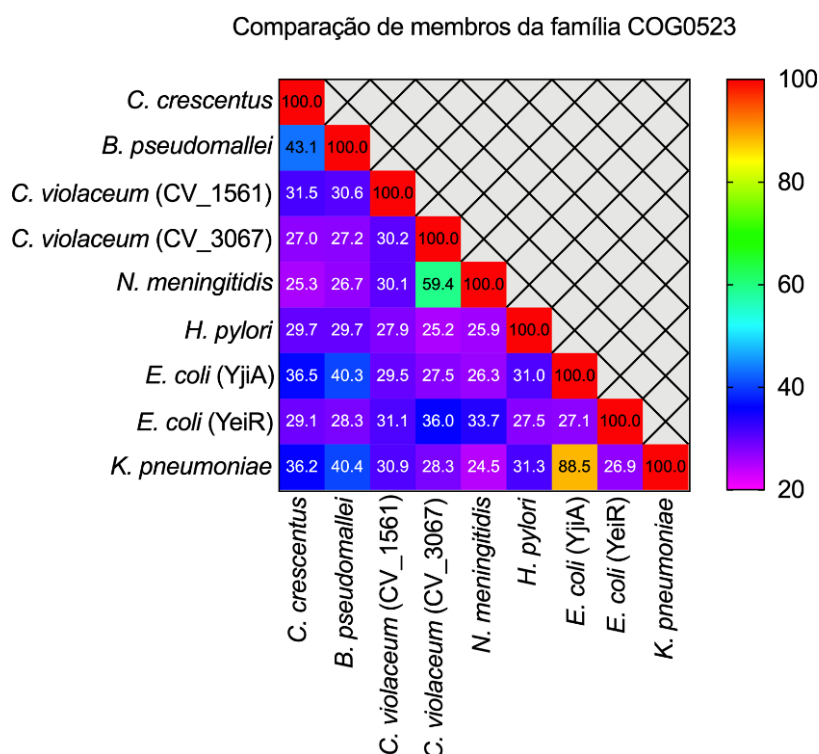 Comparação de membros da família COG0523
C. crescentus 100.0
B. pseudomallei 43.1 100.0
C. violaceum (CV_1561) 31.5 30.6 100.0
C. violaceum (CV_3067) 27.0 27.2 30.2 100.0
N. meningitidis 25.3 26.7 30.1 59.4 100.0
H. pylori 29.7 29.7 27.9 25.2 25.9 100.0
E. coli (YjiA) 36.5 40.3 29.5 27.5 26.3 31.0 100.0
E. coli (YeiR) 29.1 28.3 31.1 36.0 33.7 27.5 27.1 100.0
K. pneumoniae 36.2 40.4 30.9 28.3 24.5 31.3 88.5 26.9 100.0
C. crescentus
B. pseudomallei
C. violaceum (CV_1561)
C. violaceum (CV_3067)
N. meningitidis
H. pylori
E. coli (YjiA)
E. coli (YeiR)
K. pneumoniae
100
80
60
40
20